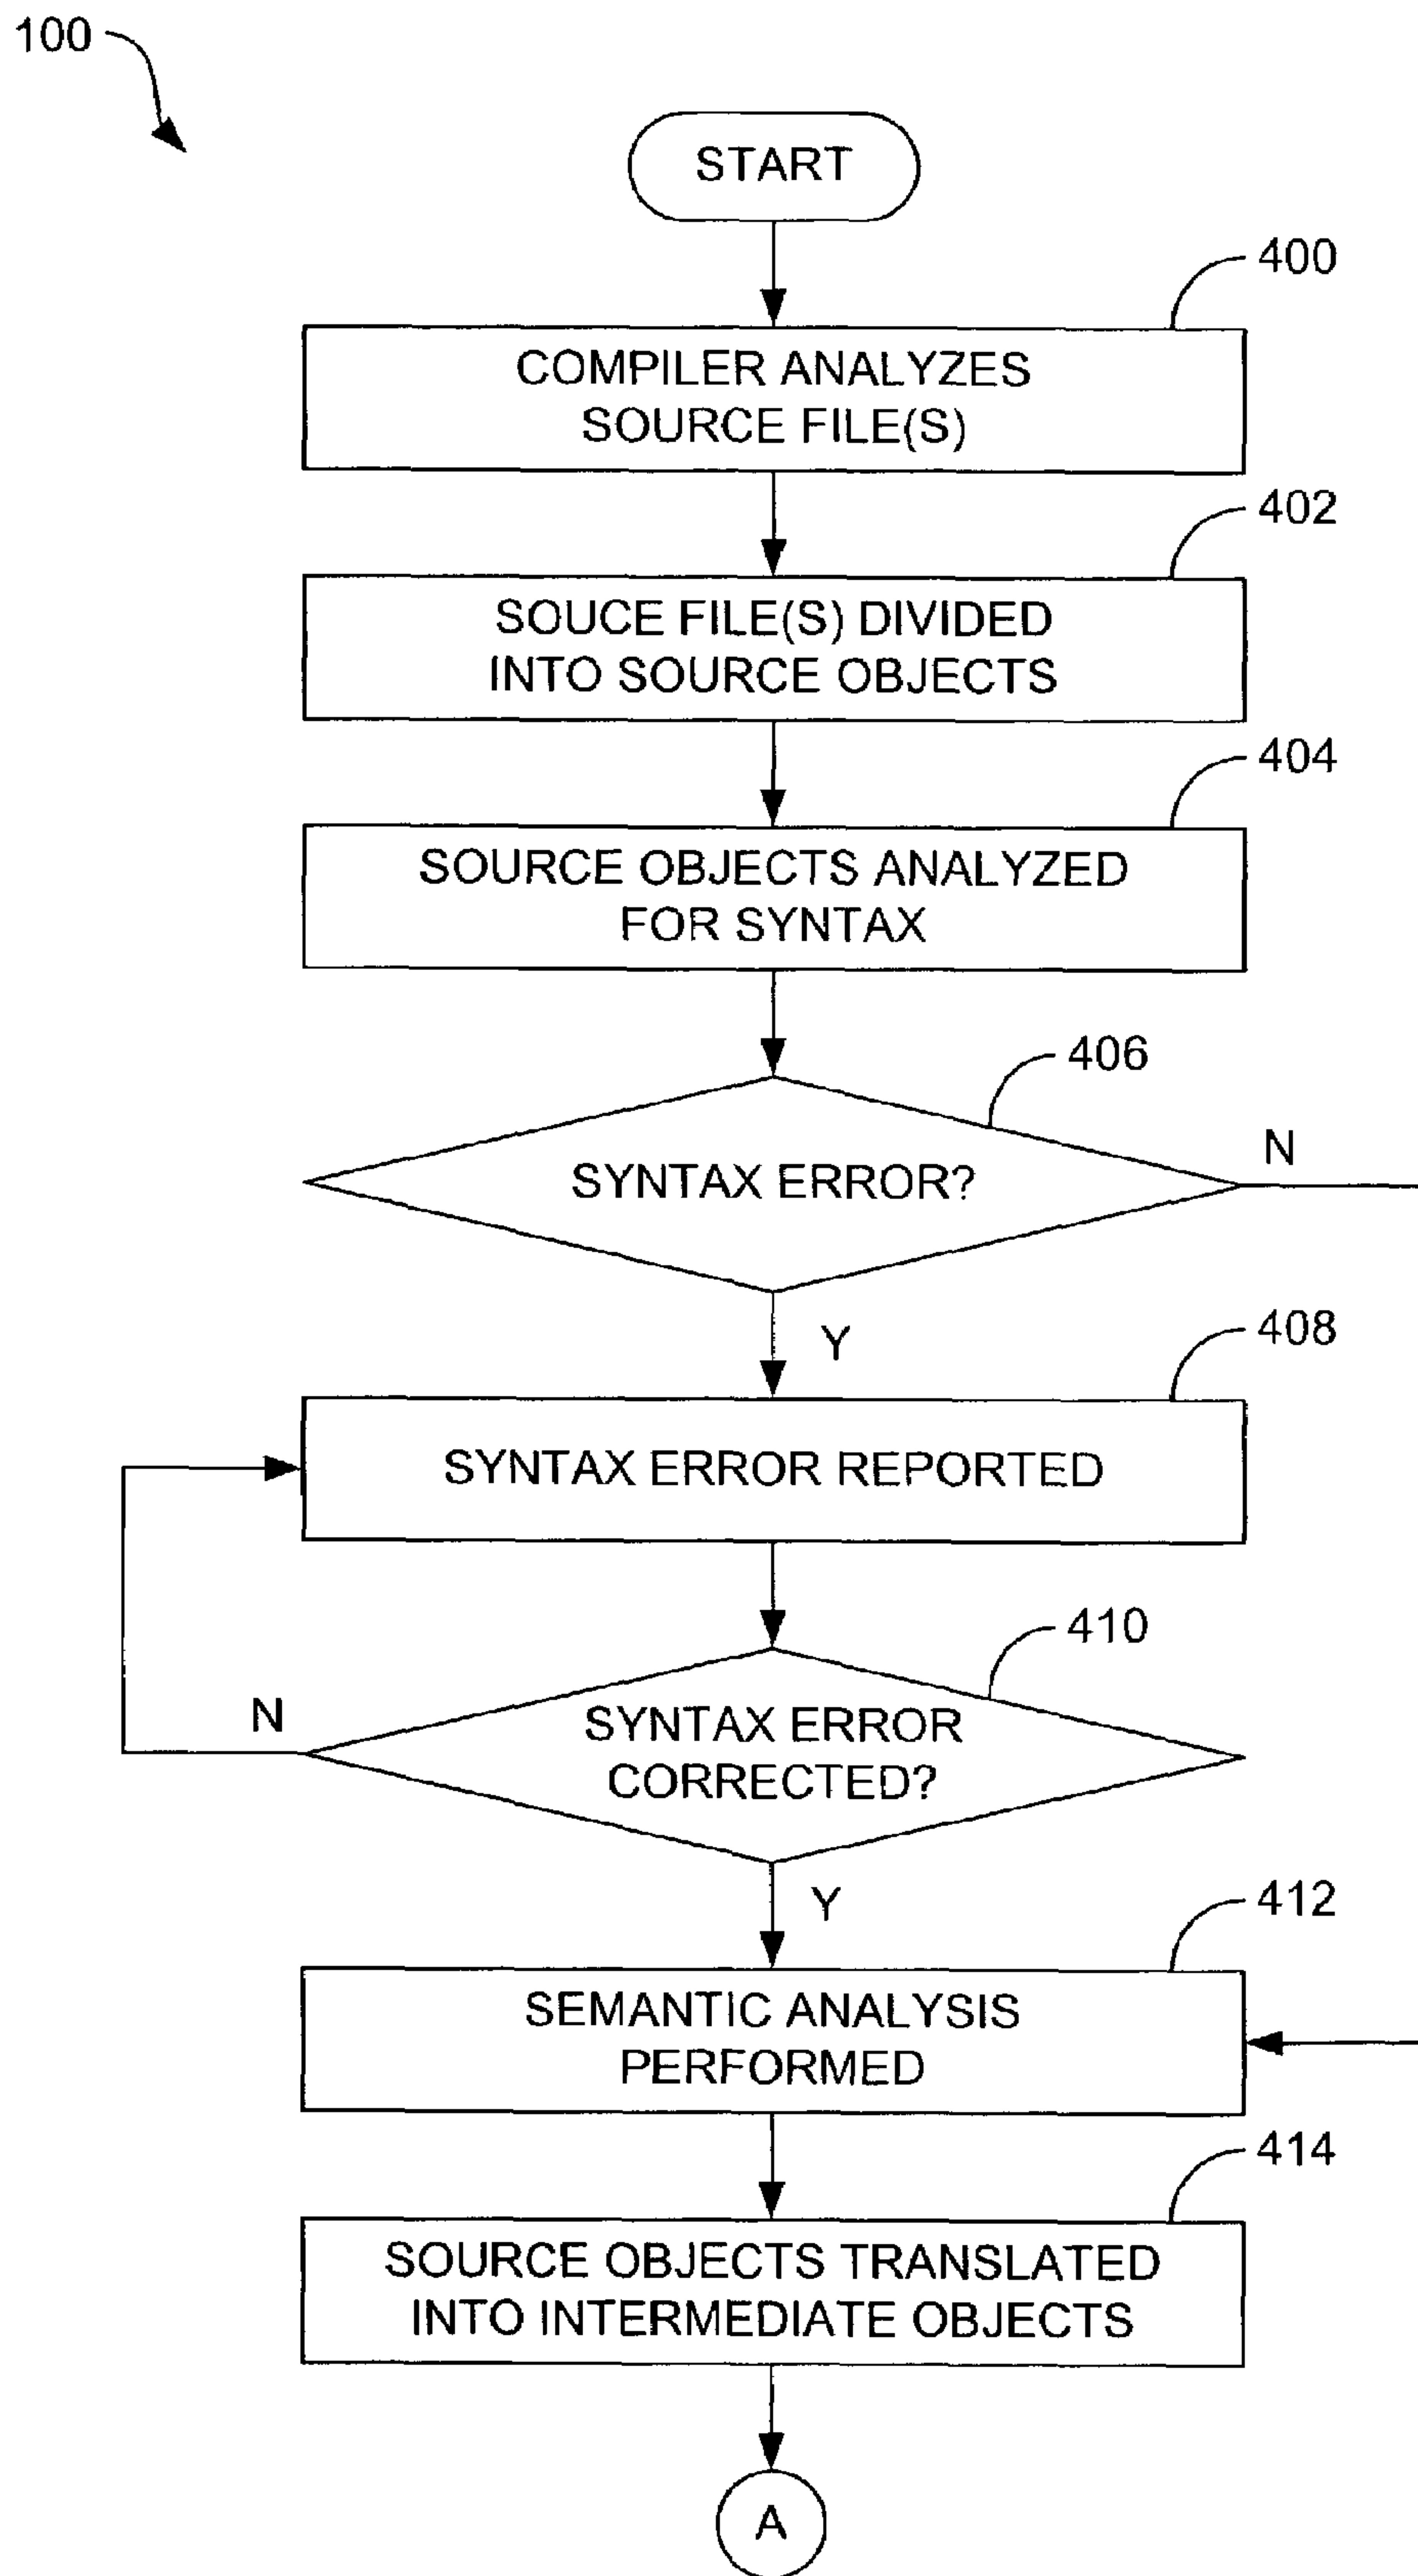 100
START
400
COMPILER ANALYZES
SOURCE FILE(S)
402
SOUCE FILE(S) DIVIDED
INTO SOURCE OBJECTS
404
SOURCE OBJECTS ANALYZED
FOR SYNTAX
406
SYNTAX ERROR?
N
Y
408
SYNTAX ERROR REPORTED
410
SYNTAX ERROR
CORRECTED?
N
Y
412
SEMANTIC ANALYSIS
PERFORMED
414
SOURCE OBJECTS TRANSLATED
INTO INTERMEDIATE OBJECTS
A